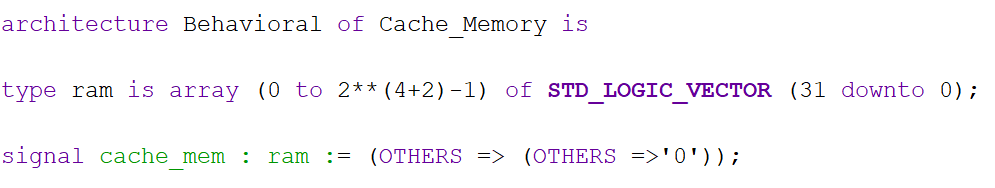 architecture Behavioral of Cache_Memory is
type ram is array (0 to 2**(4+2)-1) of STD_LOGIC_VECTOR (31 downto 0);
signal cache_mem : ram := (OTHERS => (OTHERS =>'0'));